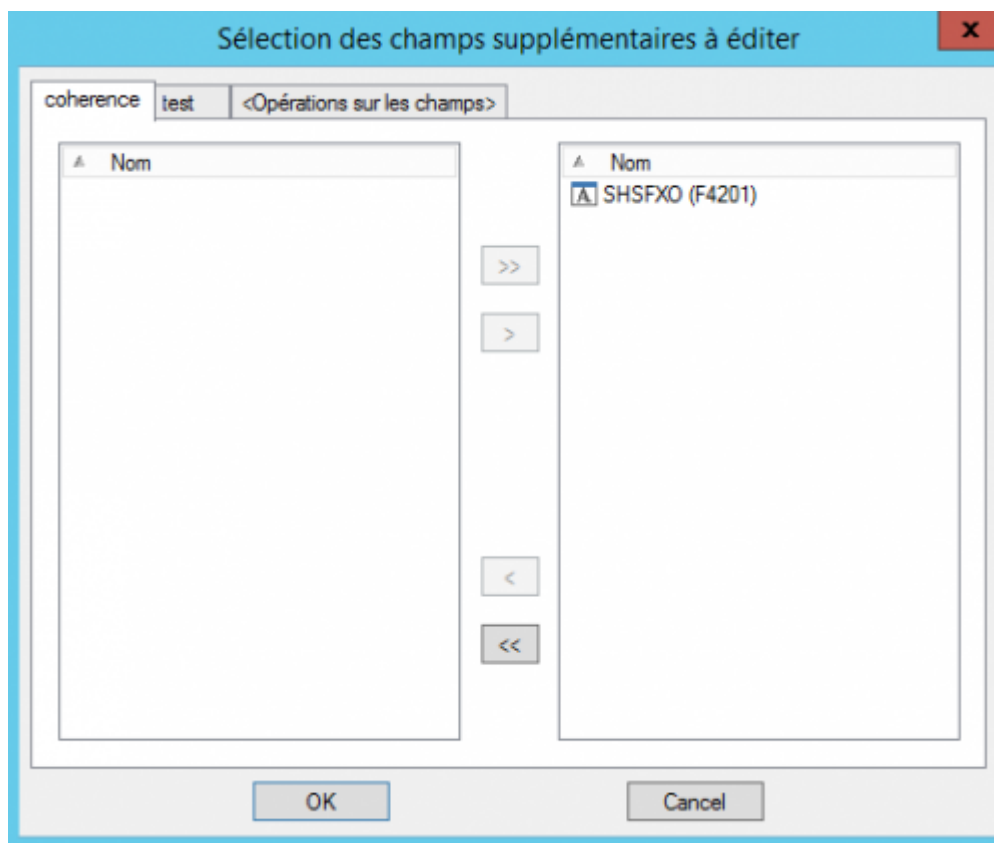 Sélection des champs supplémentaires à éditer
x
coherence test <Opérations sur les champs>
Nom
Nom
A SHSFXO (F4201)
>>
>
<
<<
OK Cancel